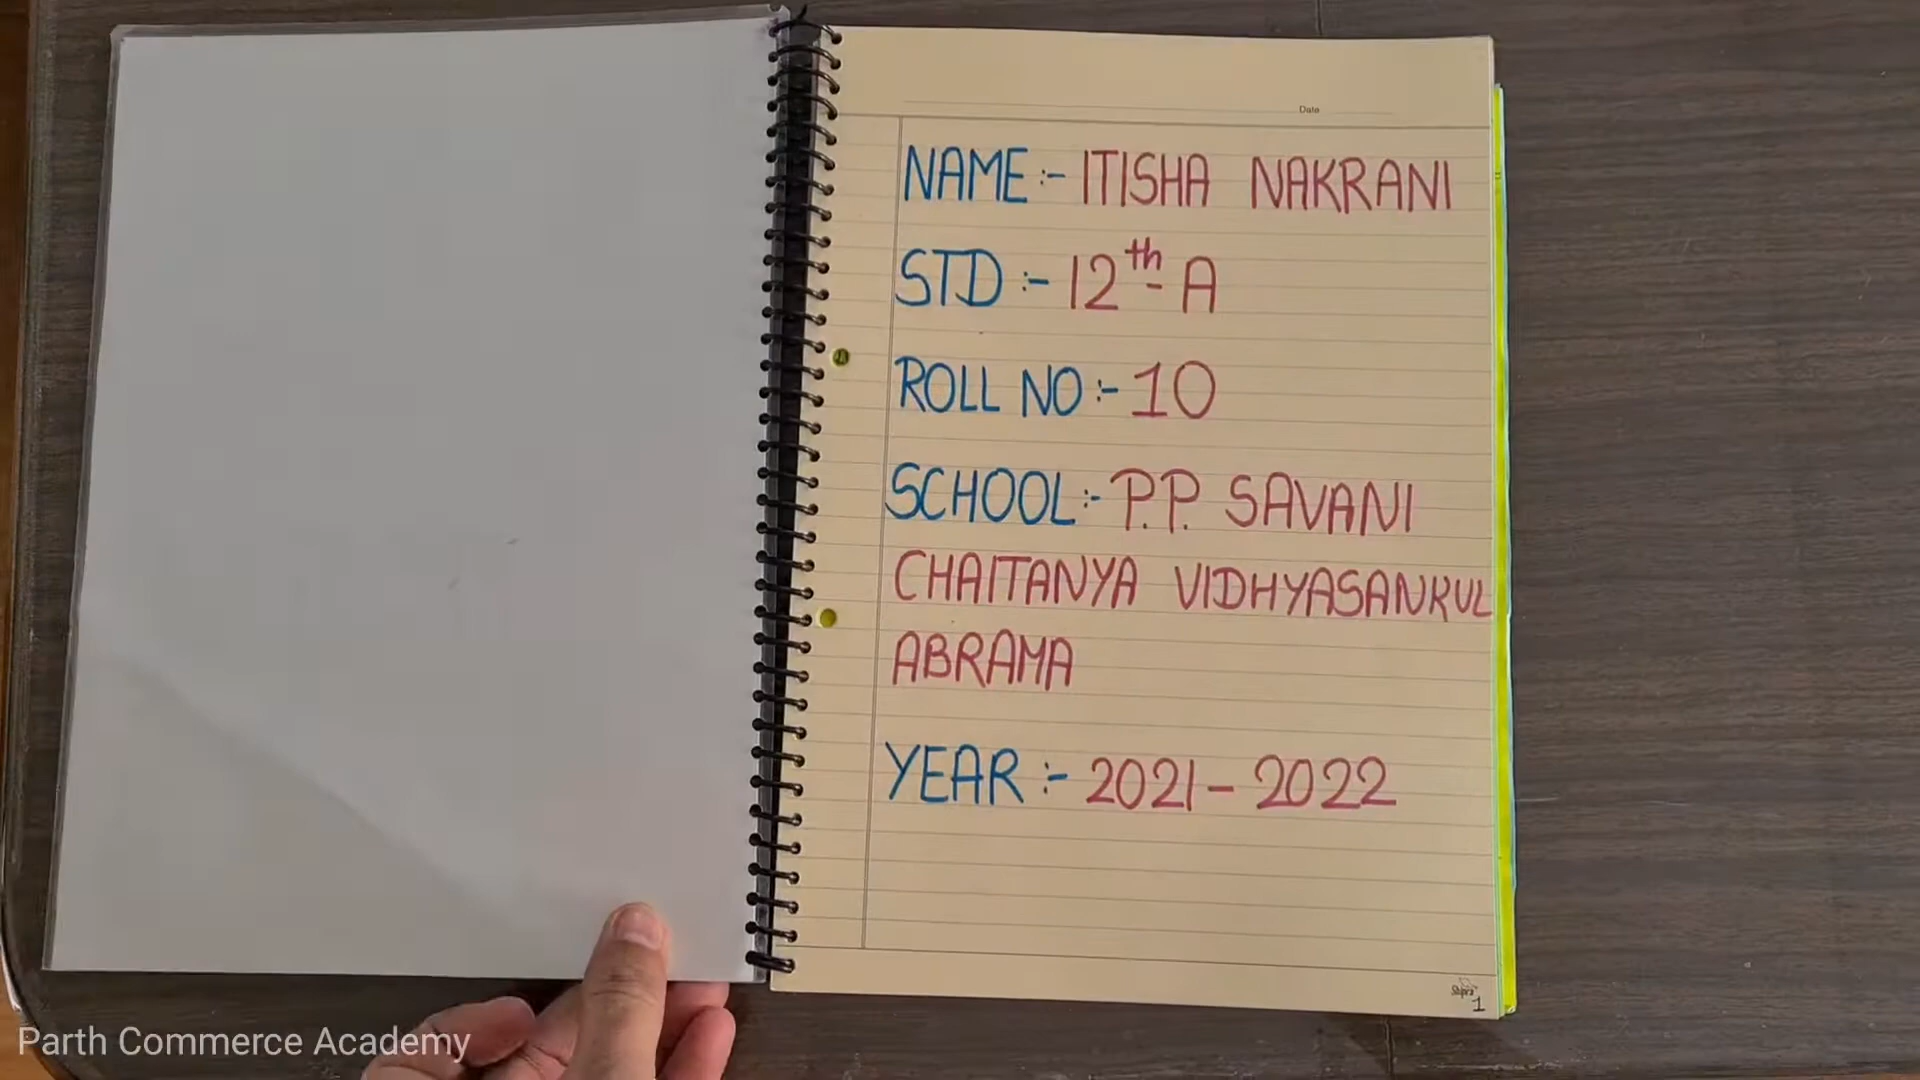 Date
NAME :- ITISHA NAKRANI
STD :- 12th - A
ROLL NO :- 10
SCHOOL :- P.P. SAVANI
CHAITANYA VIDHYASANKUL
ABRAMA
YEAR :- 2021 - 2022
Shipra
1
Parth Commerce Academy